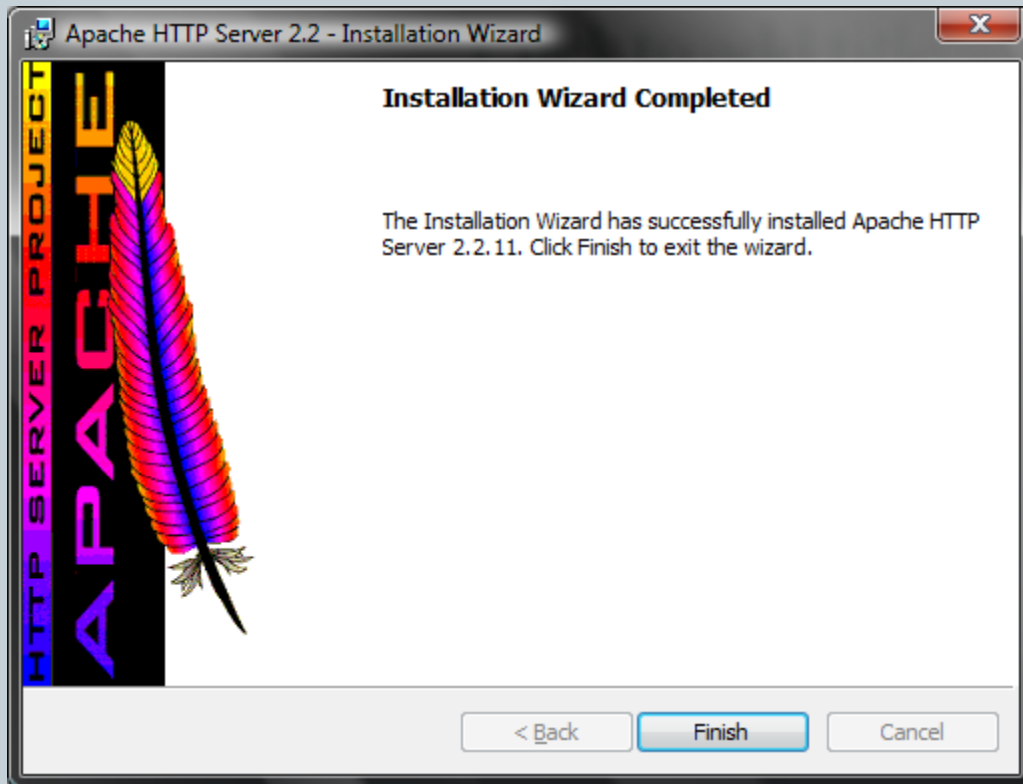 Apache HTTP Server 2.2 - Installation Wizard
HTTP SERVER PROJECT
APACHE
Installation Wizard Completed
The Installation Wizard has successfully installed Apache HTTP
Server 2.2.11. Click Finish to exit the wizard.
< Back
Finish
Cancel